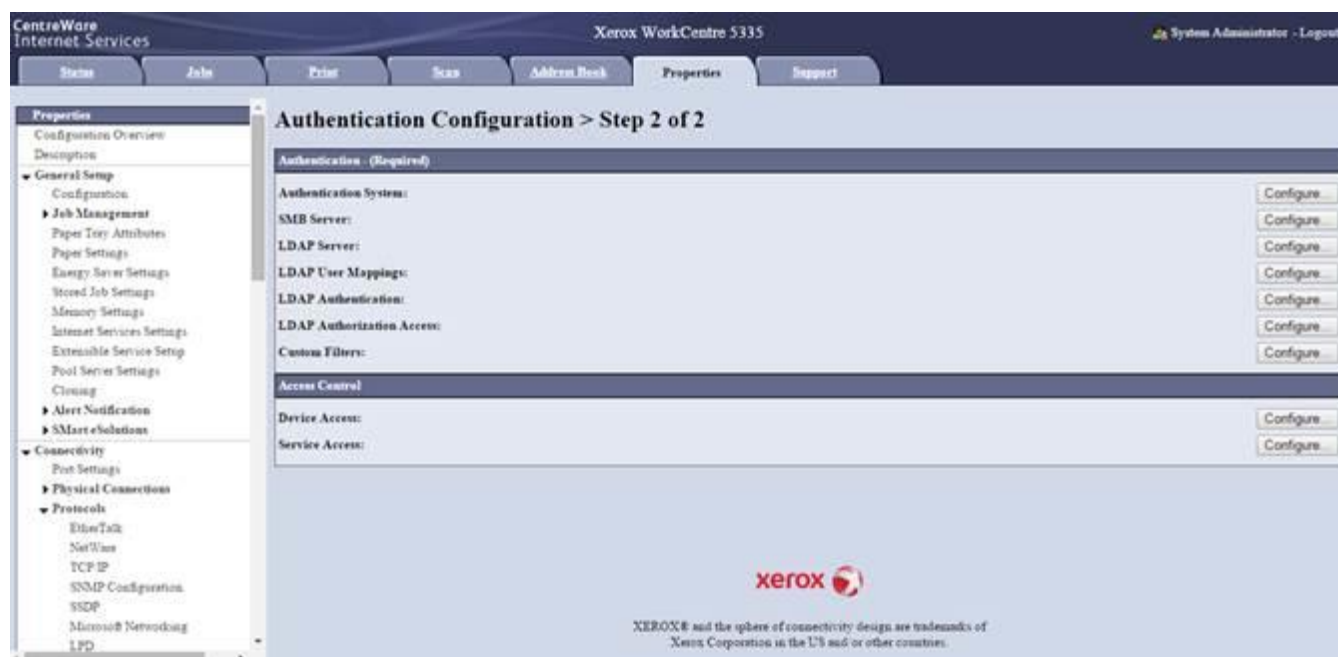 CentreWare
Internet Services
Xerox WorkCentre 5335
System Administrator - Logout
Status
Jobs
Print
Scan
Address Book
Properties
Support
Properties
Configuration Overview
Description
General Setup
Configuration
Job Management
Paper Tray Attributes
Paper Settings
Energy Saver Settings
Stored Job Settings
Memory Settings
Internet Services Settings
Extensible Service Setup
Pool Server Settings
Cloning
Alert Notification
SMart eSolutions
Connectivity
Port Settings
Physical Connections
Protocols
EtherTalk
NetWare
TCP/IP
SNMP Configuration
SSDP
Microsoft Networking
LPD
Authentication Configuration > Step 2 of 2
Authentication - (Required)
Authentication System: Configure...
SMB Server: Configure...
LDAP Server: Configure...
LDAP User Mappings: Configure...
LDAP Authentication: Configure...
LDAP Authorization Access: Configure...
Custom Filters: Configure...
Access Control
Device Access: Configure...
Service Access: Configure...
xerox
XEROX® and the sphere of connectivity design are trademarks of
Xerox Corporation in the US and/or other countries.